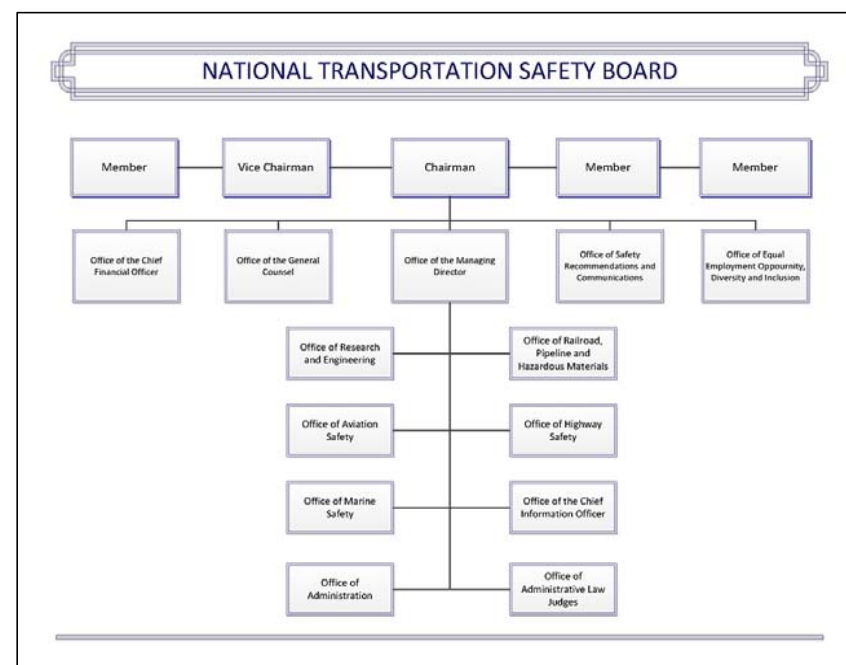 NATIONAL TRANSPORTATION SAFETY BOARD
Member
Vice Chairman
Chairman
Member
Member
Office of the Chief
Financial Officer
Office of the General
Counsel
Office of the Managing
Director
Office of Safety
Recommendations and
Communications
Office of Equal
Employment Oppournity,
Diversity and Inclusion
Office of Research
and Engineering
Office of Railroad,
Pipeline and
Hazardous Materials
Office of Aviation
Safety
Office of Highway
Safety
Office of Marine
Safety
Office of the Chief
Information Officer
Office of
Administration
Office of
Administrative Law
Judges